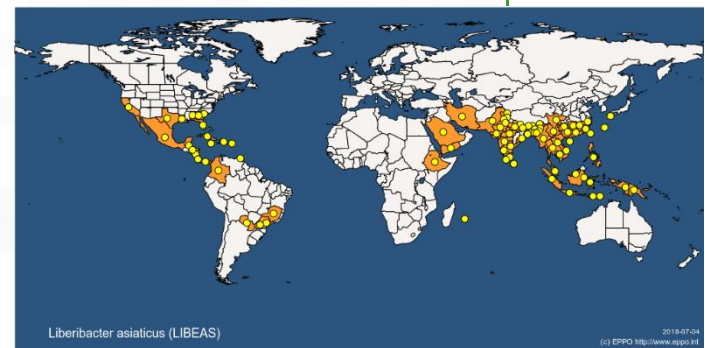 Liberibacter asiaticus (LIBEAS)
2018-07-04
(c) EPPO http://www.eppo.int